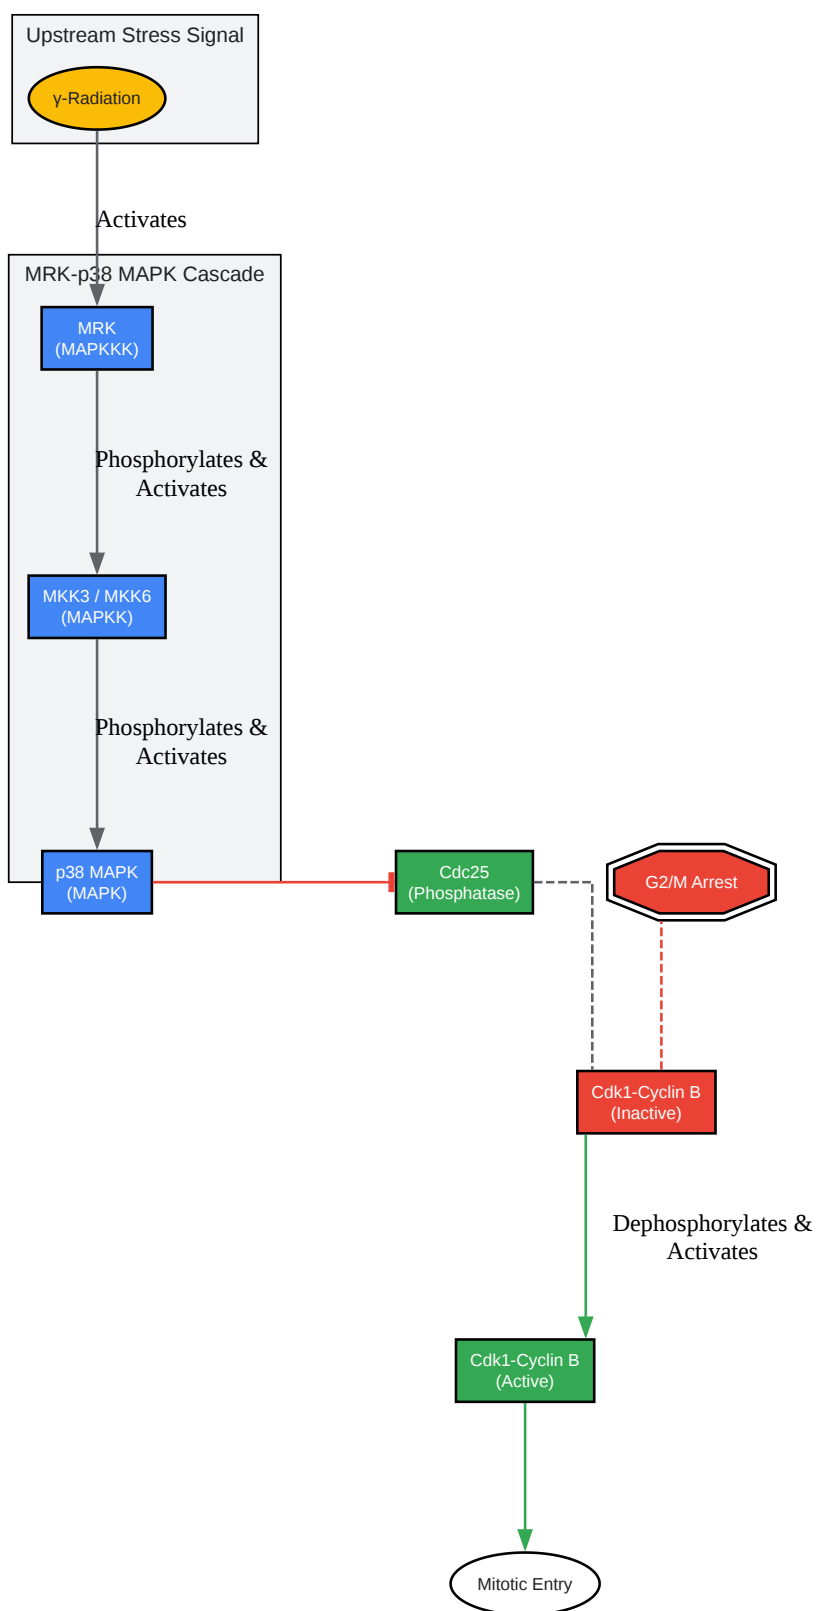 Upstream Stress Signal
γ-Radiation
Activates
MRK-p38 MAPK Cascade
MRK
(MAPKKK)
Phosphorylates &
Activates
MKK3 / MKK6
(MAPKK)
Phosphorylates &
Activates
p38 MAPK
(MAPK)
Cdc25
(Phosphatase)
G2/M Arrest
Cdk1-Cyclin B
(Inactive)
Dephosphorylates &
Activates
Cdk1-Cyclin B
(Active)
Mitotic Entry